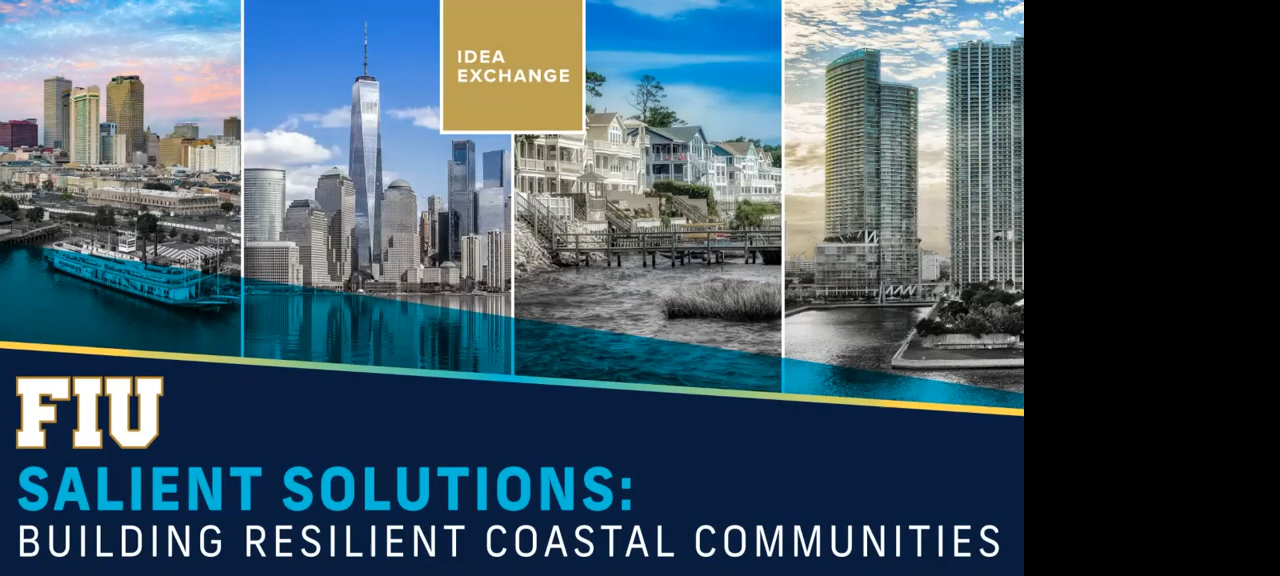 IDEA
EXCHANGE
FIU
SALIENT SOLUTIONS:
BUILDING RESILIENT COASTAL COMMUNITIES